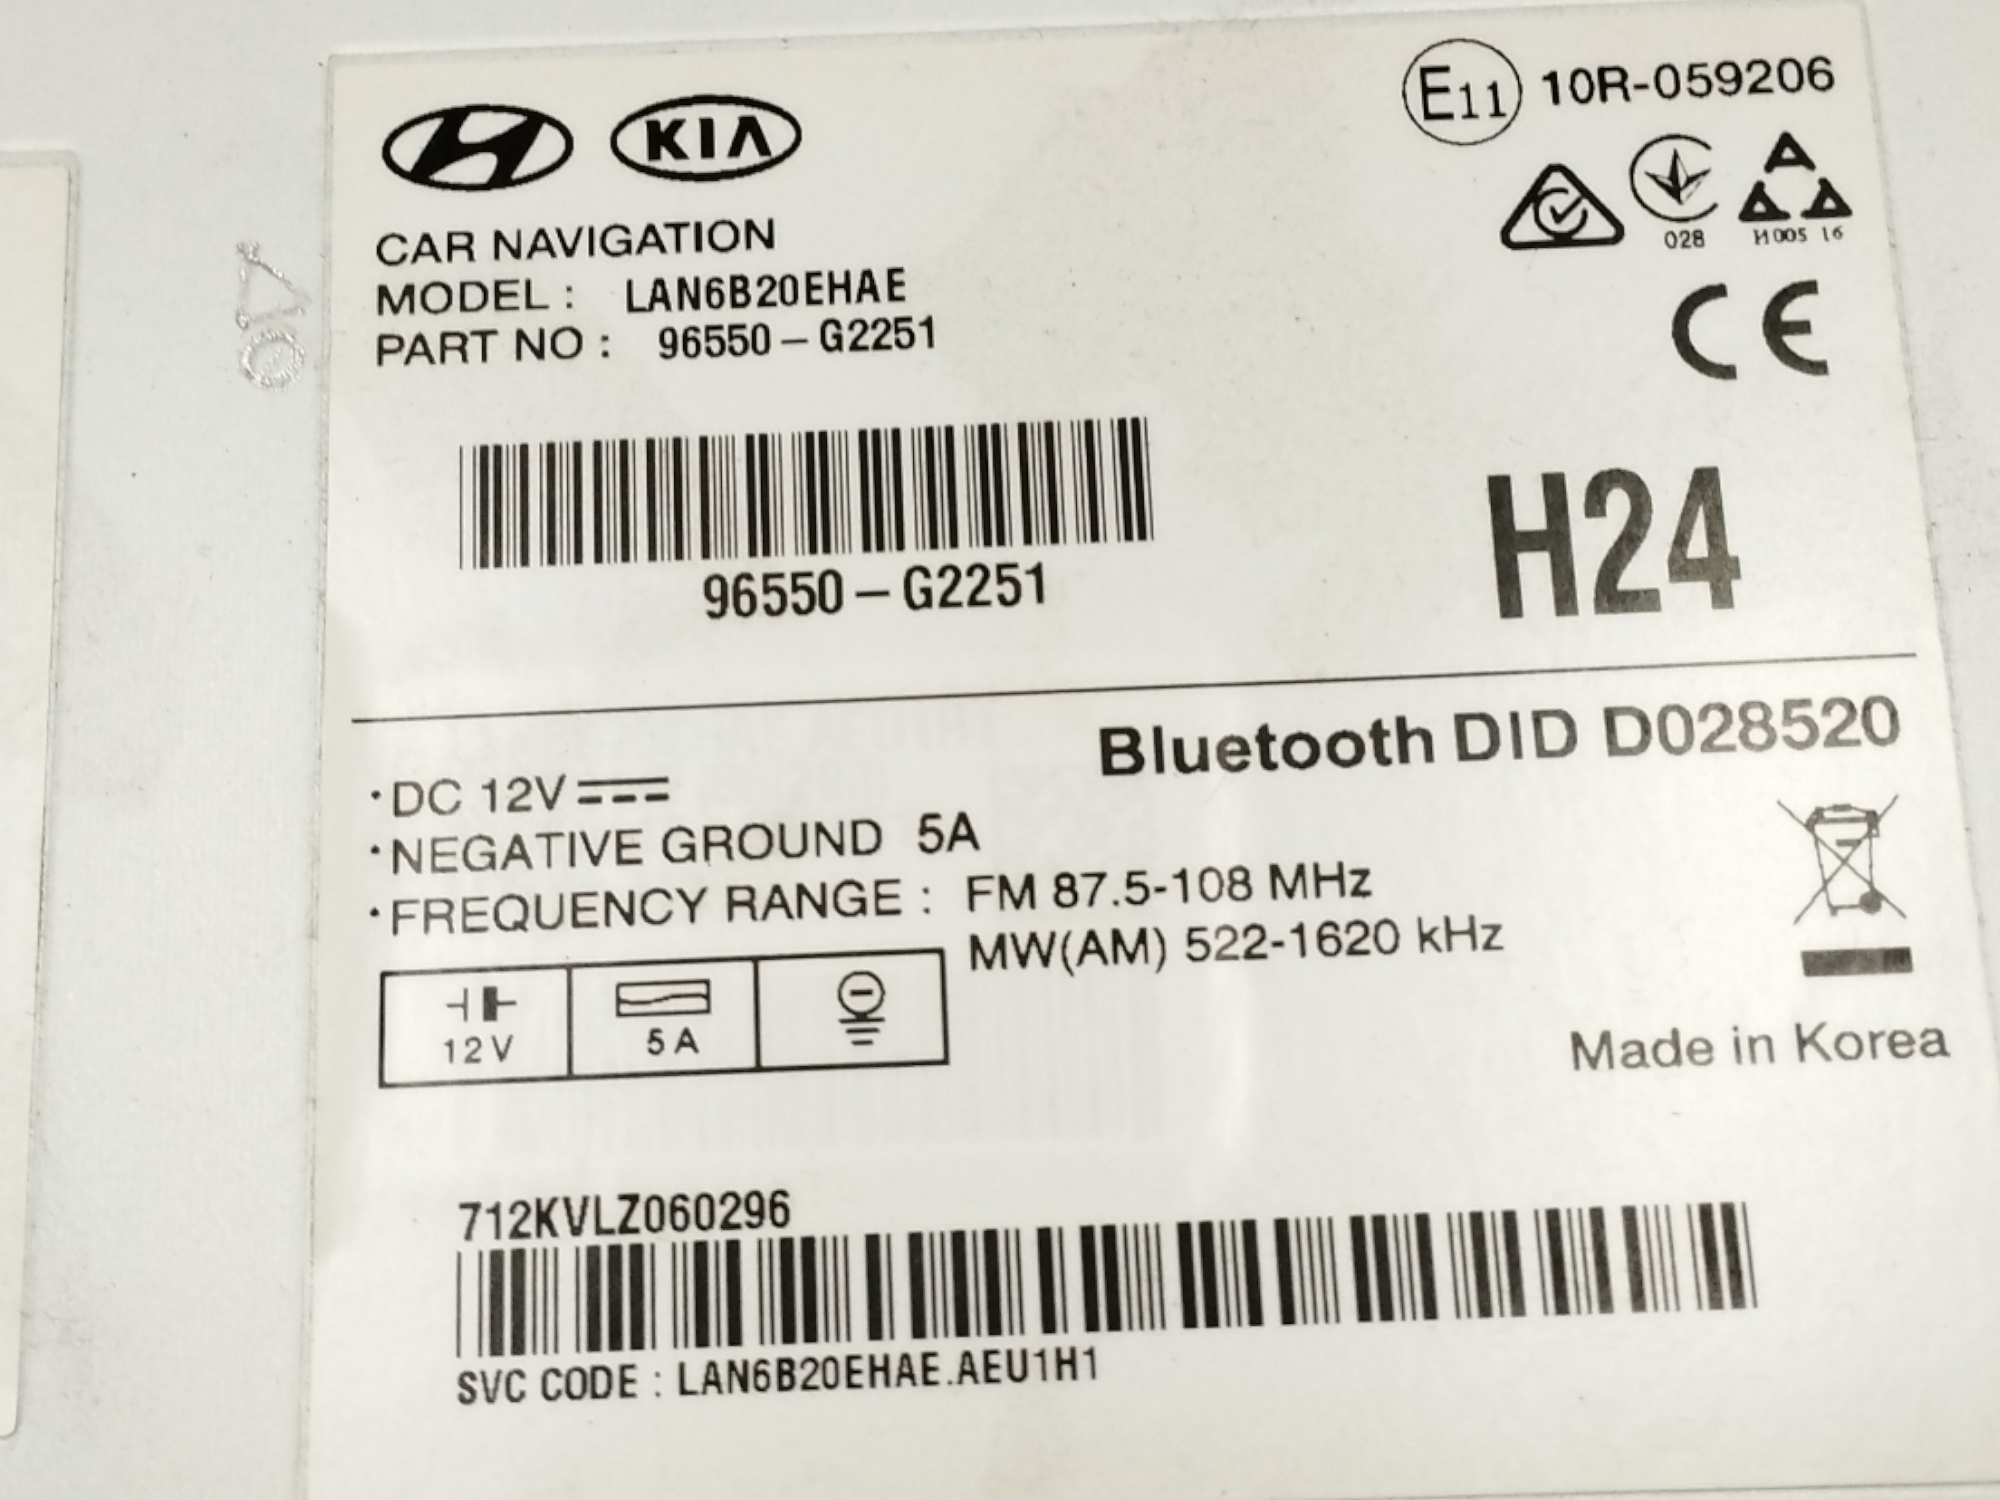 KIA
E11 10R-059206
028
И005 16
CE
CAR NAVIGATION
MODEL : LAN6B20EHAE
PART NO : 96550-G2251
96550-G2251
H24
Bluetooth DID D028520
·DC 12V
·NEGATIVE GROUND 5A
·FREQUENCY RANGE : FM 87.5-108 MHz
MW(AM) 522-1620 kHz
12V
5A
Made in Korea
712KVLZ060296
SVC CODE : LAN6B20EHAE.AEU1H1